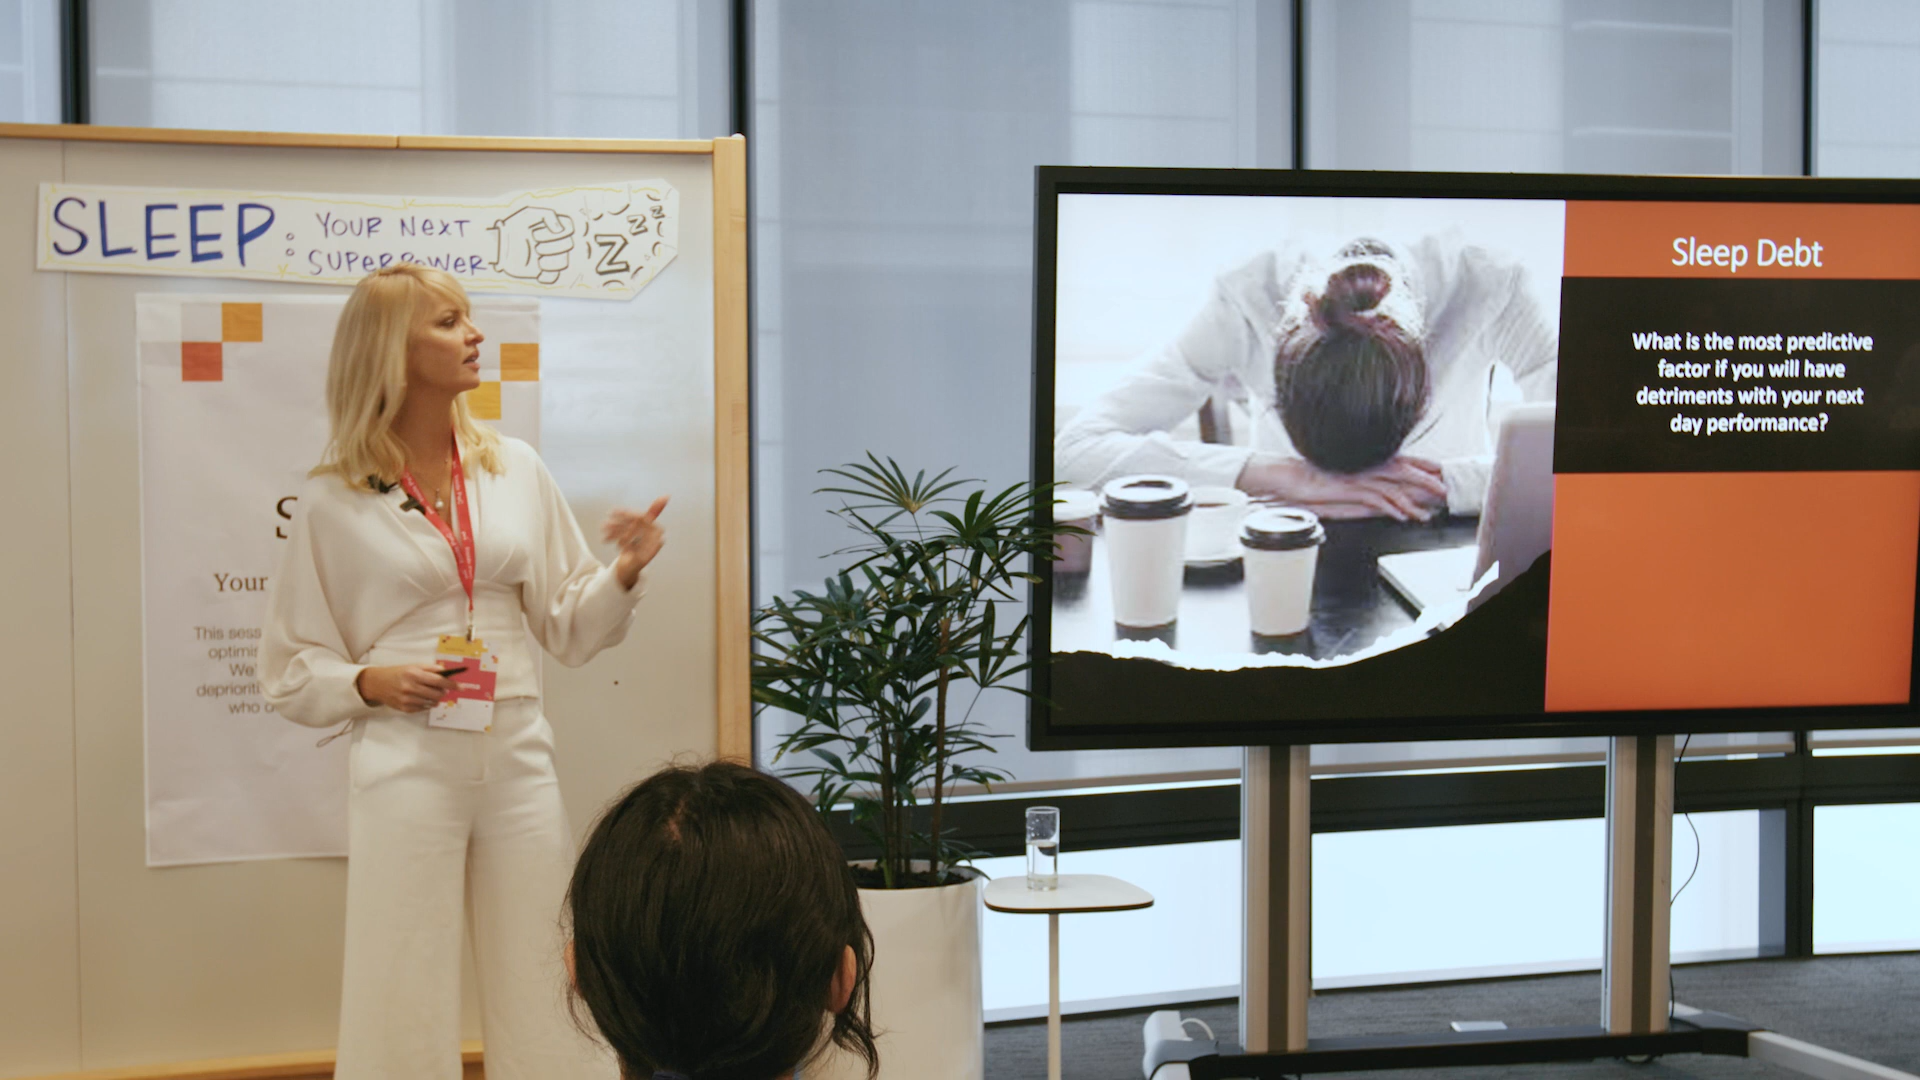 SLEEP:
YOUR NEXT
SUPERPOWER
Z z z z
S
Your
This sess
optimis
We'
deprioriti
who
Sleep Debt
What is the most predictive
factor if you will have
detriments with your next
day performance?